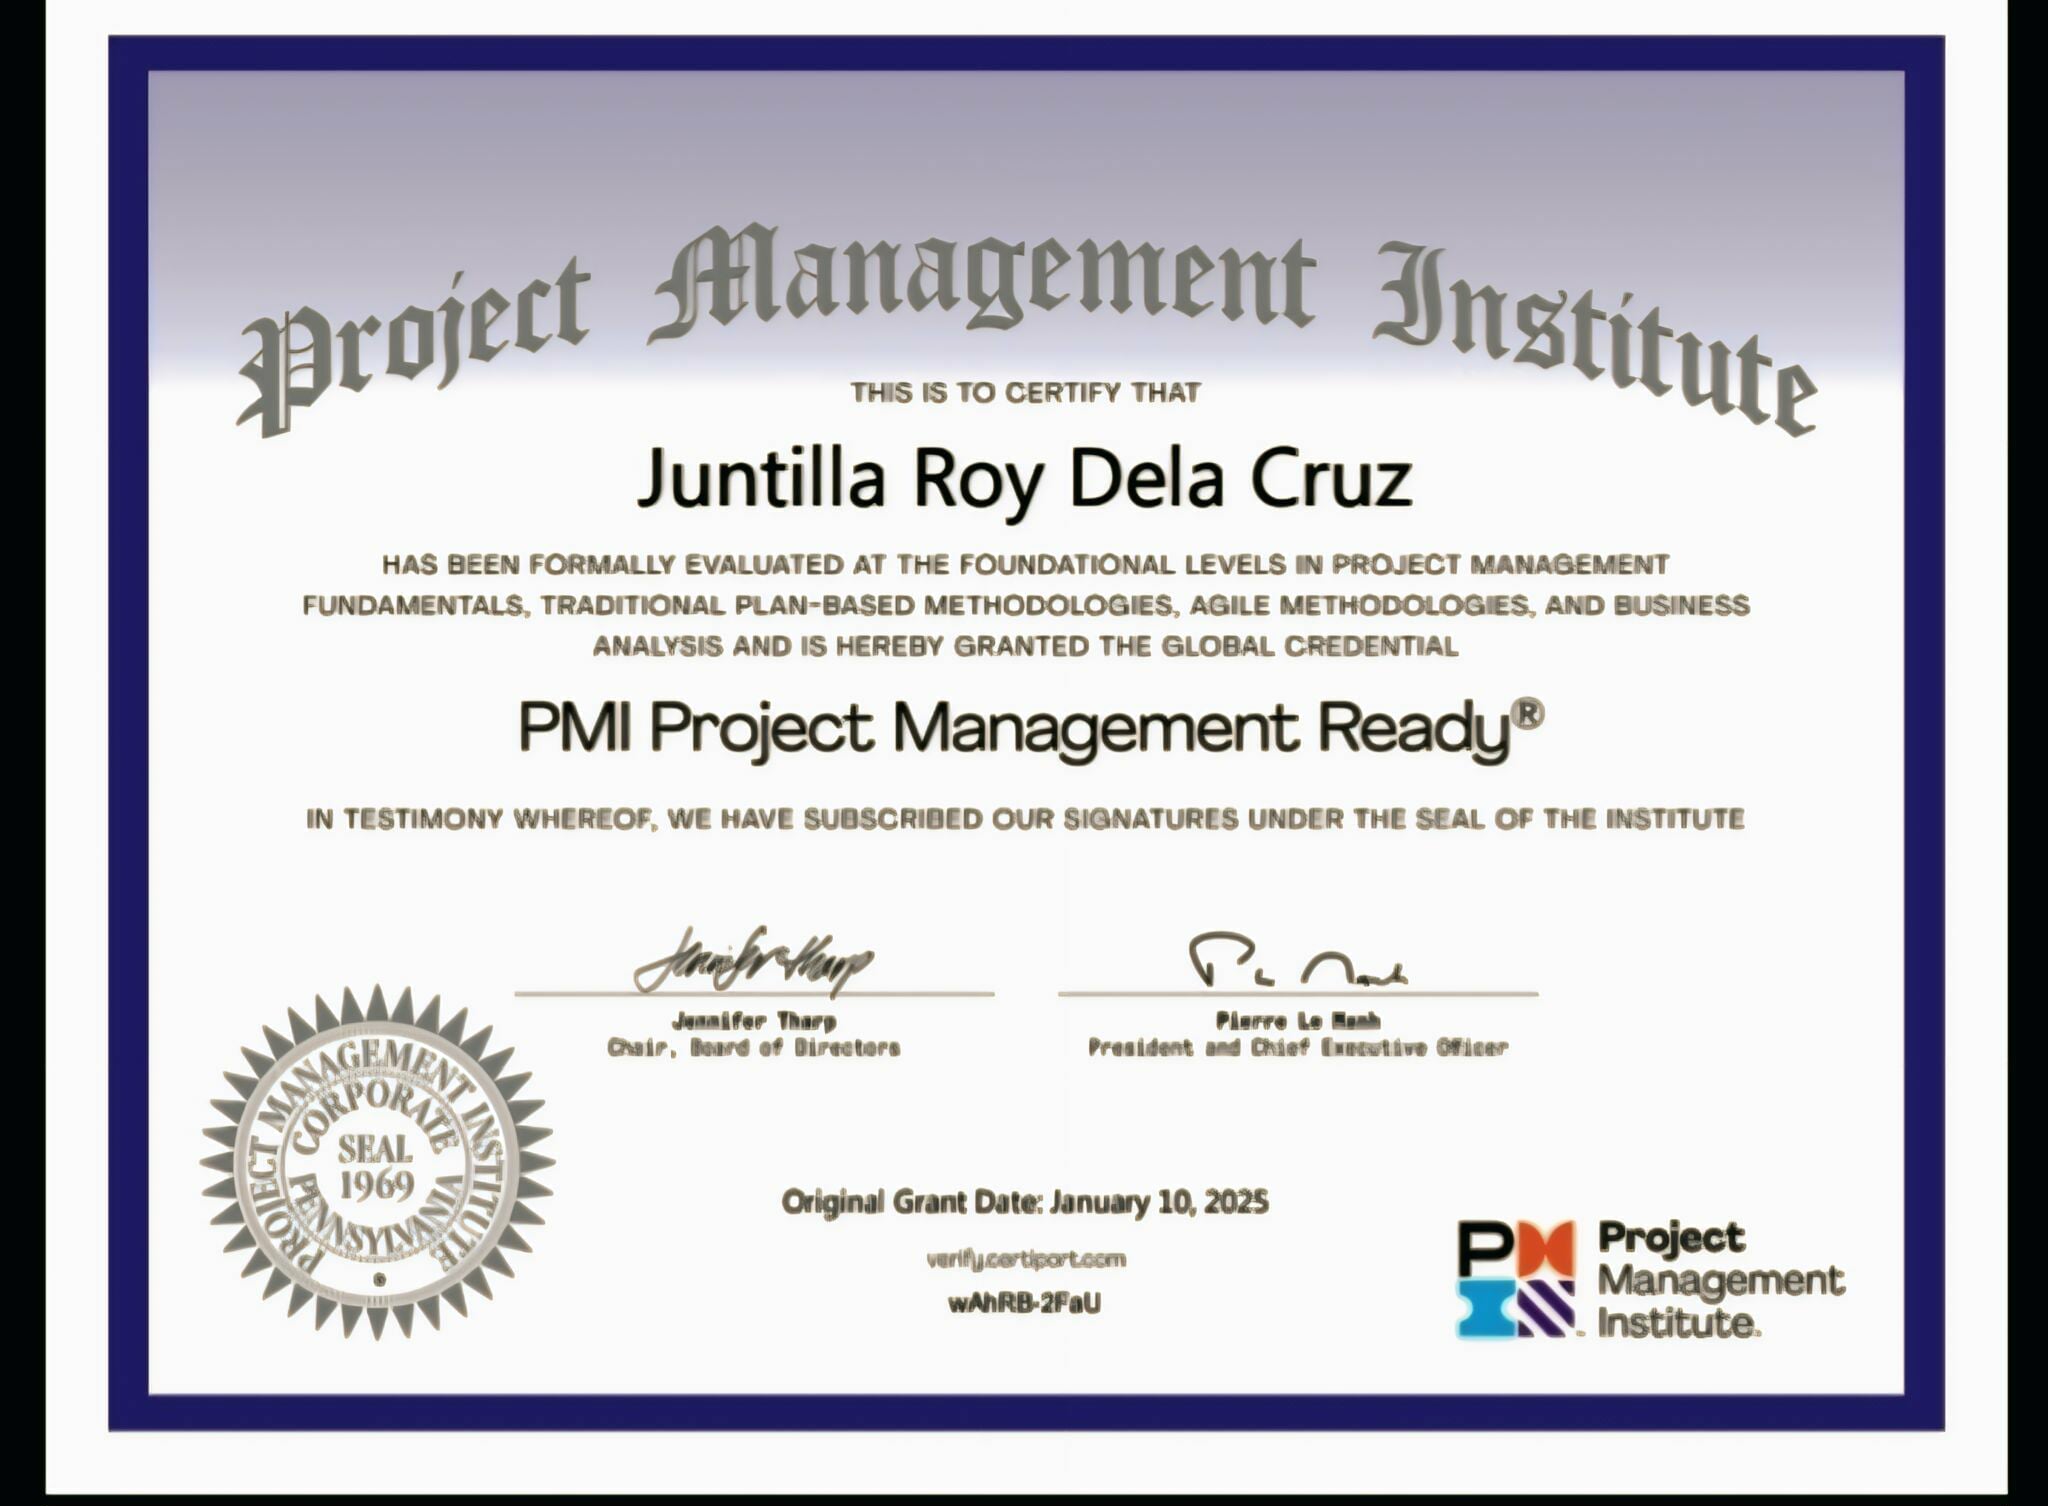 Project Management Institute
THIS IS TO CERTIFY THAT
Juntilla Roy Dela Cruz
HAS BEEN FORMALLY EVALUATED AT THE FOUNDATIONAL LEVELS IN PROJECT MANAGEMENT
FUNDAMENTALS, TRADITIONAL PLAN-BASED METHODOLOGIES, AGILE METHODOLOGIES, AND BUSINESS
ANALYSIS AND IS HEREBY GRANTED THE GLOBAL CREDENTIAL
PMI Project Management Ready®
IN TESTIMONY WHEREOF, WE HAVE SUBSCRIBED OUR SIGNATURES UNDER THE SEAL OF THE INSTITUTE
Jennifer Tharp
Jennifer Tharp
Chair, Board of Directors
Pierre Le
President and Chief Executive Officer
PROJECT MANAGEMENT INSTITUTE
CORPORATE
SEAL
1969
PENNSYLVANIA
Original Grant Date: January 10, 2025
verify.certiport.com
wAhRB-2FaU
Project
Management
Institute.